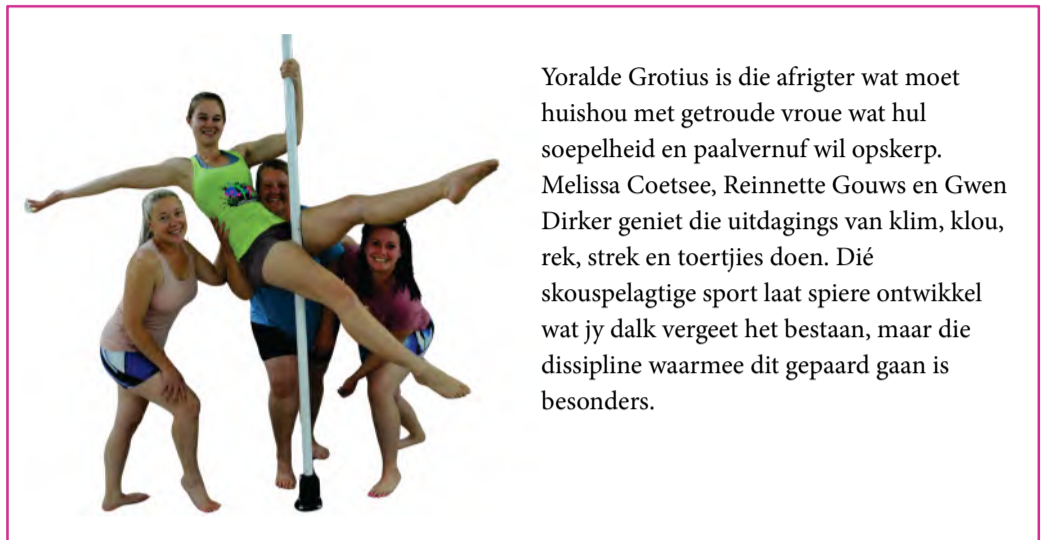 Yoralde Grotius is die afrigter wat moet
huishou met getroude vroue wat hul
soepelheid en paalvernuf wil opskerp.
Melissa Coetsee, Reinnette Gouws en Gwen
Dirker geniet die uitdagings van klim, klou,
rek, strek en toertjies doen. Dié
skouspelagtige sport laat spiere ontwikkel
wat jy dalk vergeet het bestaan, maar die
dissipline waarmee dit gepaard gaan is
besonders.